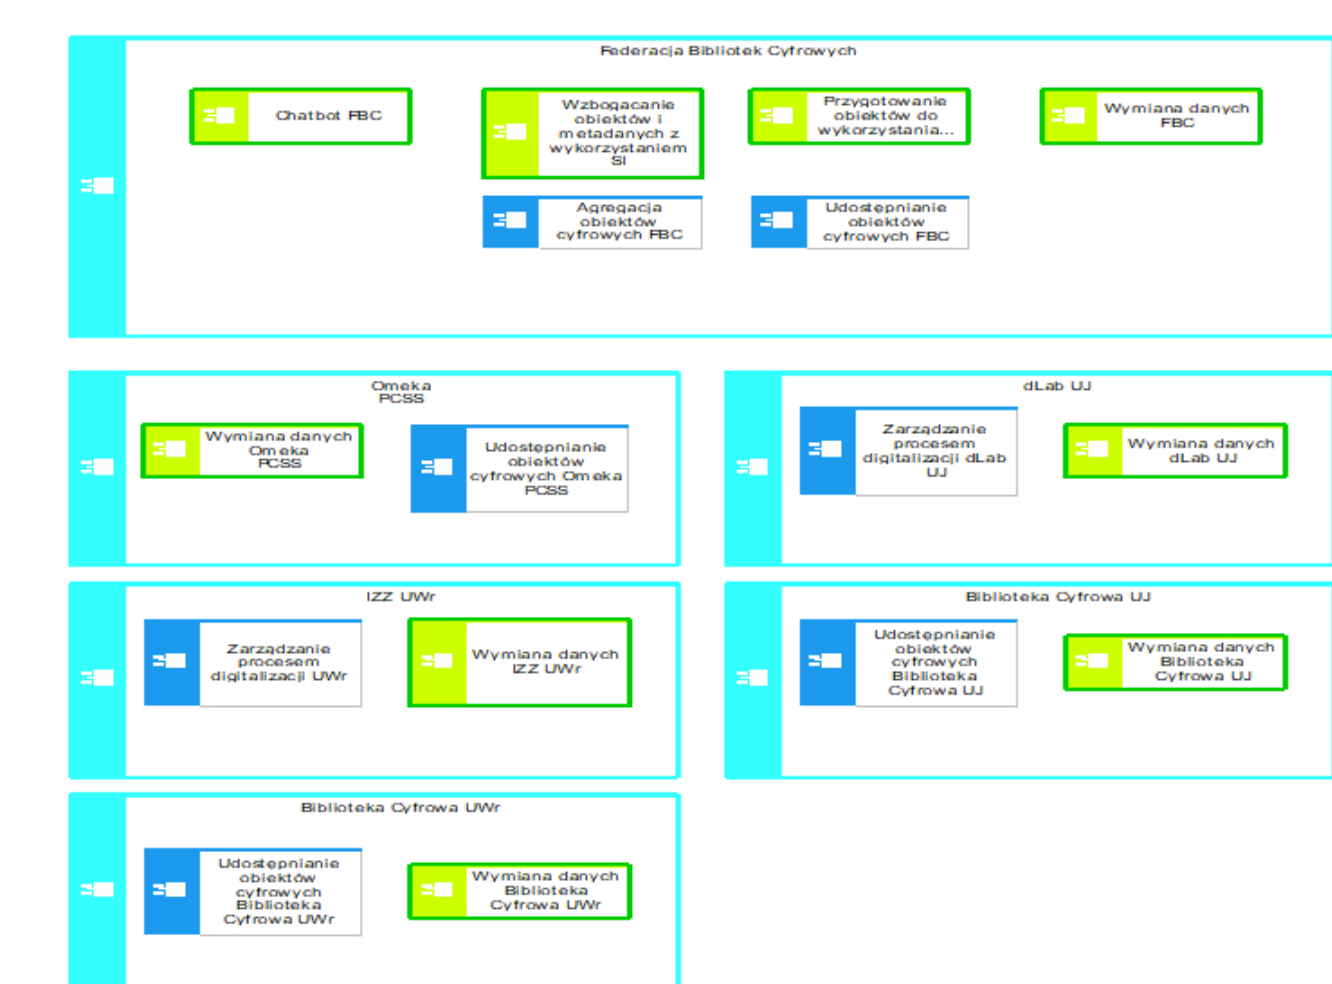 Federacja Bibliotek Cyfrowych
Chatbot FBC
Wzbogacanie
obiektów i
metadanych z
wykorzystaniem
SI
Przygotowanie
obiektów do
wykorzystania...
Wymiana danych
FBC
Agregacja
obiektów
cyfrowych FBC
Udostępnianie
obiektów
cyfrowych FBC
Omeka
PCSS
Wymiana danych
Omeka
PCSS
Udostępnianie
obiektów
cyfrowych Omeka
PCSS
dLab UJ
Zarządzanie
procesem
digitalizacji dLab
UJ
Wymiana danych
dLab UJ
IZZ UWr
Zarządzanie
procesem
digitalizacji UWr
Wymiana danych
IZZ UWr
Biblioteka Cyfrowa UJ
Udostępnianie
obiektów
cyfrowych
Biblioteka
Cyfrowa UJ
Wymiana danych
Biblioteka
Cyfrowa UJ
Biblioteka Cyfrowa UWr
Udostępnianie
obiektów
cyfrowych
Biblioteka
Cyfrowa UWr
Wymiana danych
Biblioteka
Cyfrowa UWr